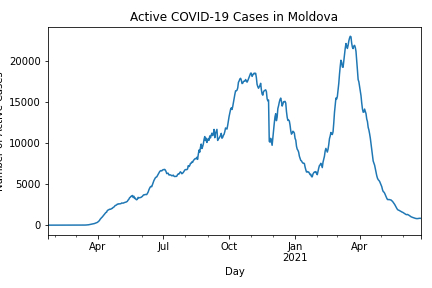 Active COVID-19 Cases in Moldova
Number of Active Cases
20000
15000
10000
5000
0
Apr
Jul
Oct
Jan
2021
Apr
Day